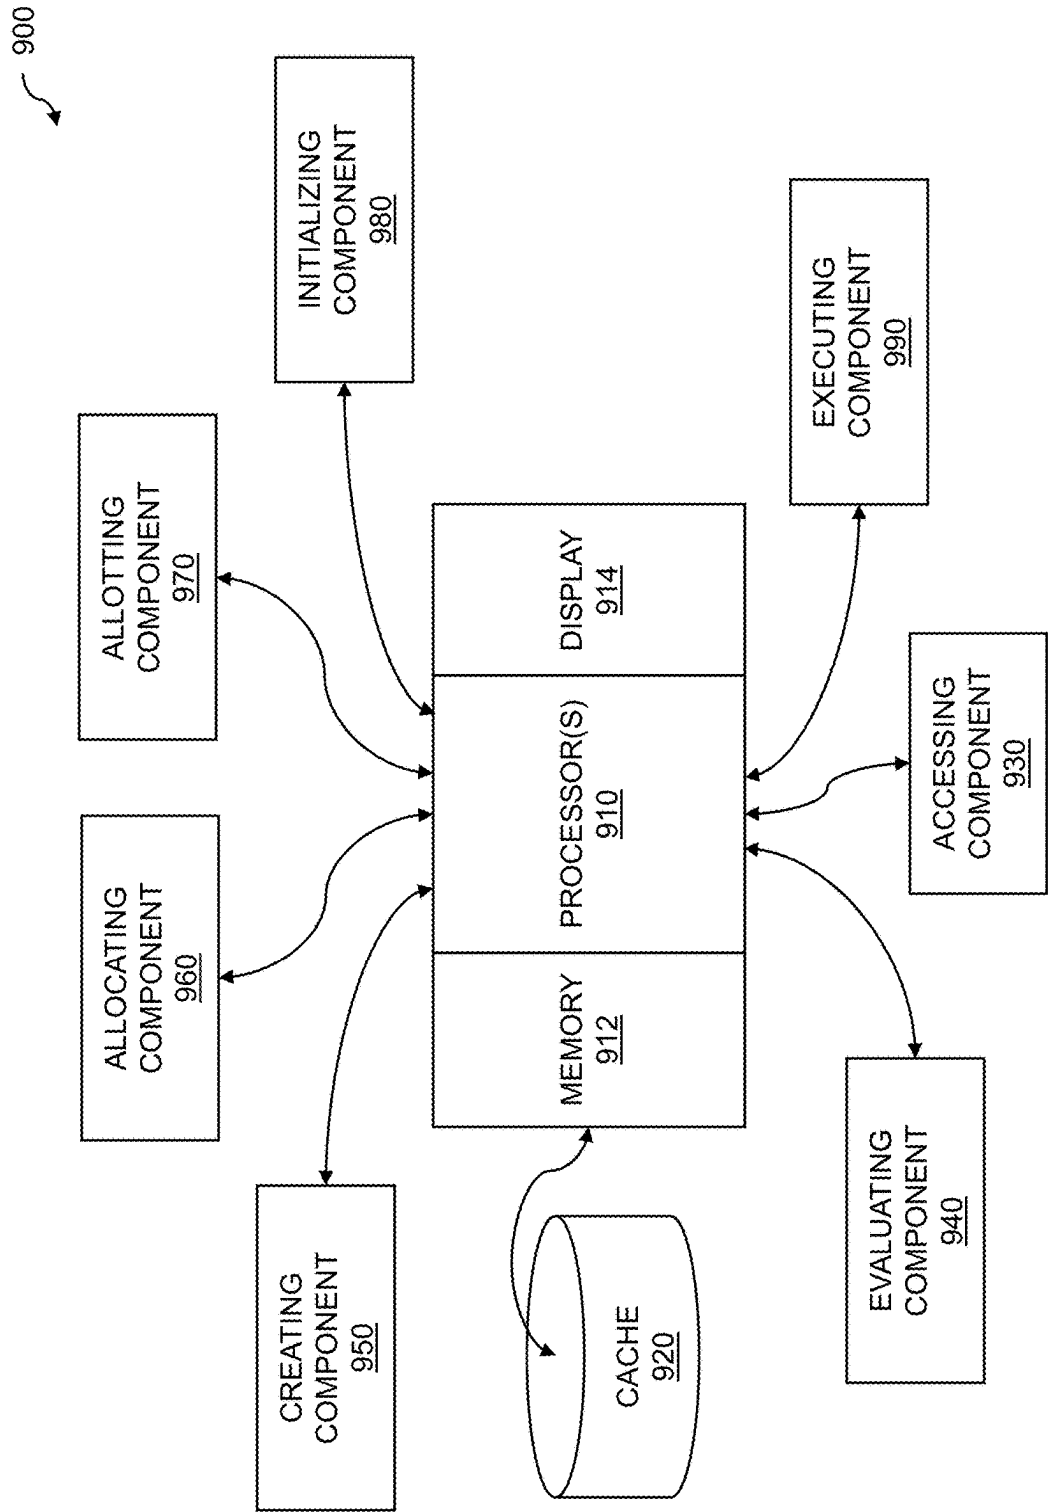 900
CREATING
COMPONENT
950
ALLOCATING
COMPONENT
960
ALLOTTING
COMPONENT
970
INITIALIZING
COMPONENT
980
CACHE
920
MEMORY
912
PROCESSOR(S)
910
DISPLAY
914
EVALUATING
COMPONENT
940
ACCESSING
COMPONENT
930
EXECUTING
COMPONENT
990